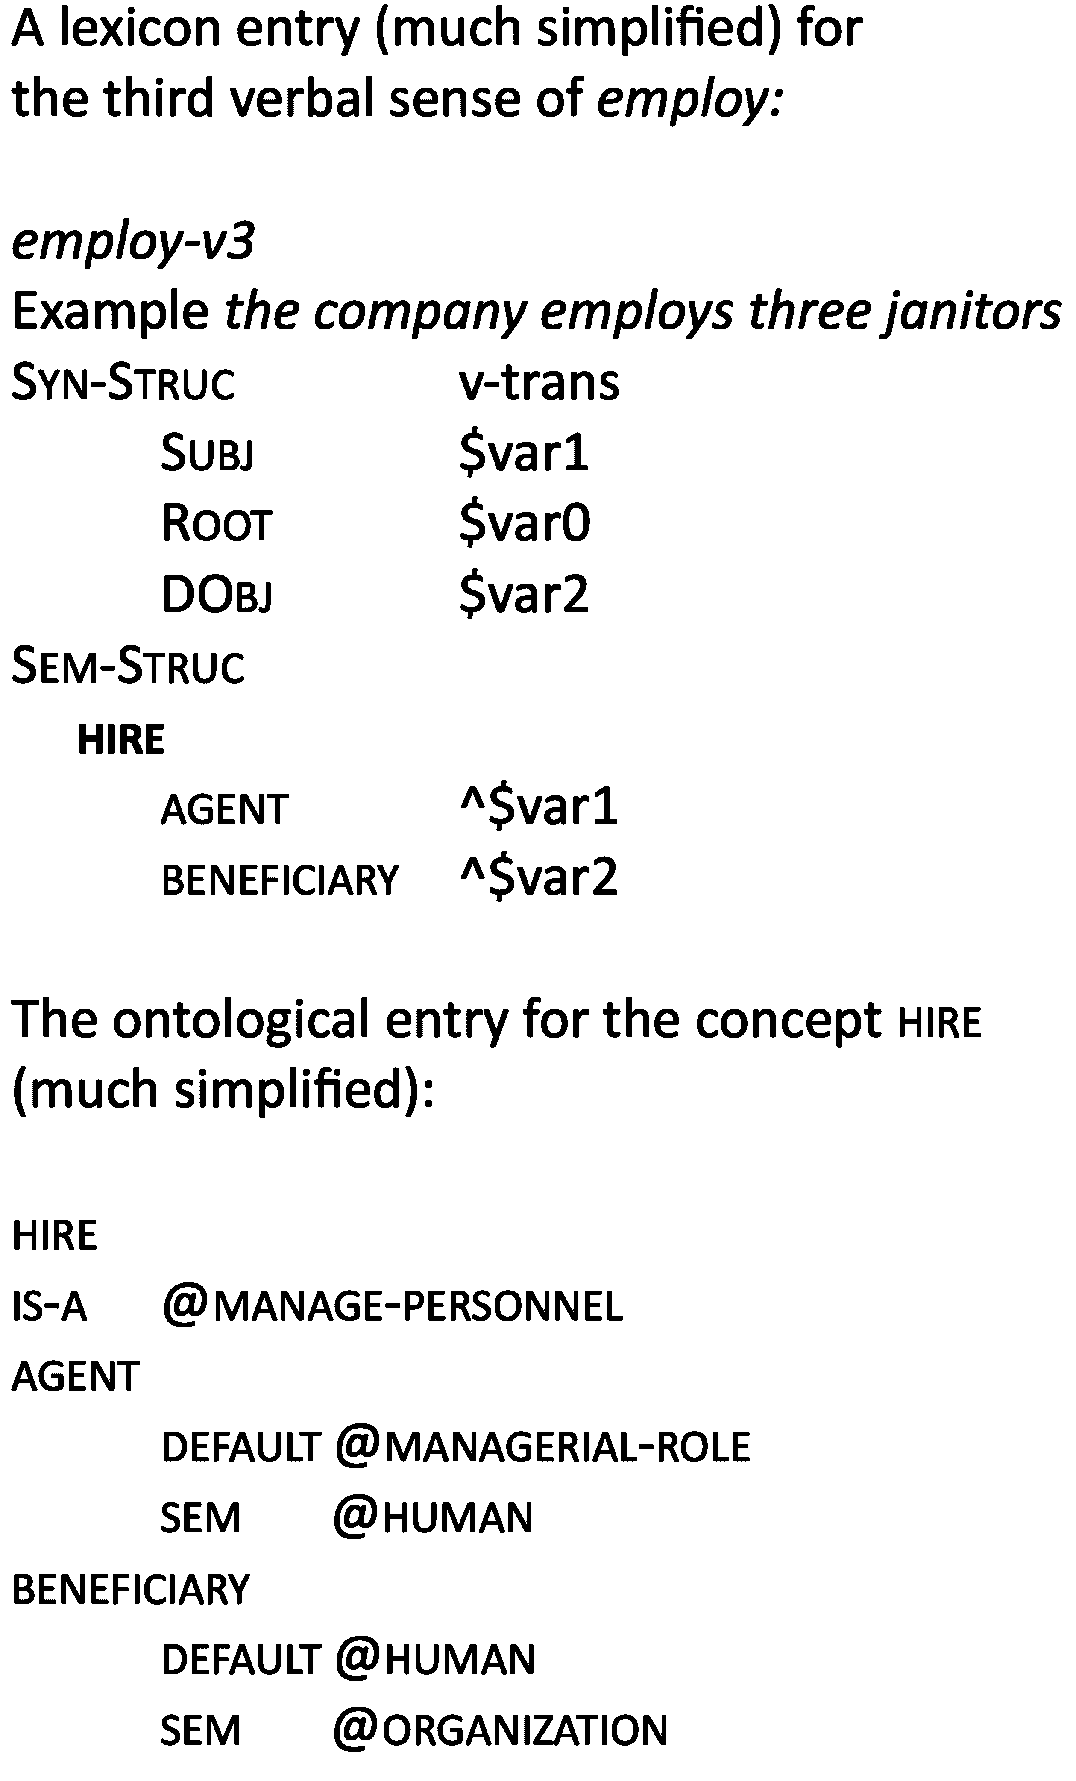 A lexicon entry (much simplified) for
the third verbal sense of employ:
employ-v3
Example the company employs three janitors
SYN-STRUC v-trans
SUBJ $var1
ROOT $var0
DOBJ $var2
SEM-STRUC
HIRE
AGENT ^$var1
BENEFICIARY ^$var2
The ontological entry for the concept HIRE
(much simplified):
HIRE
IS-A @MANAGE-PERSONNEL
AGENT
DEFAULT @MANAGERIAL-ROLE
SEM @HUMAN
BENEFICIARY
DEFAULT @HUMAN
SEM @ORGANIZATION